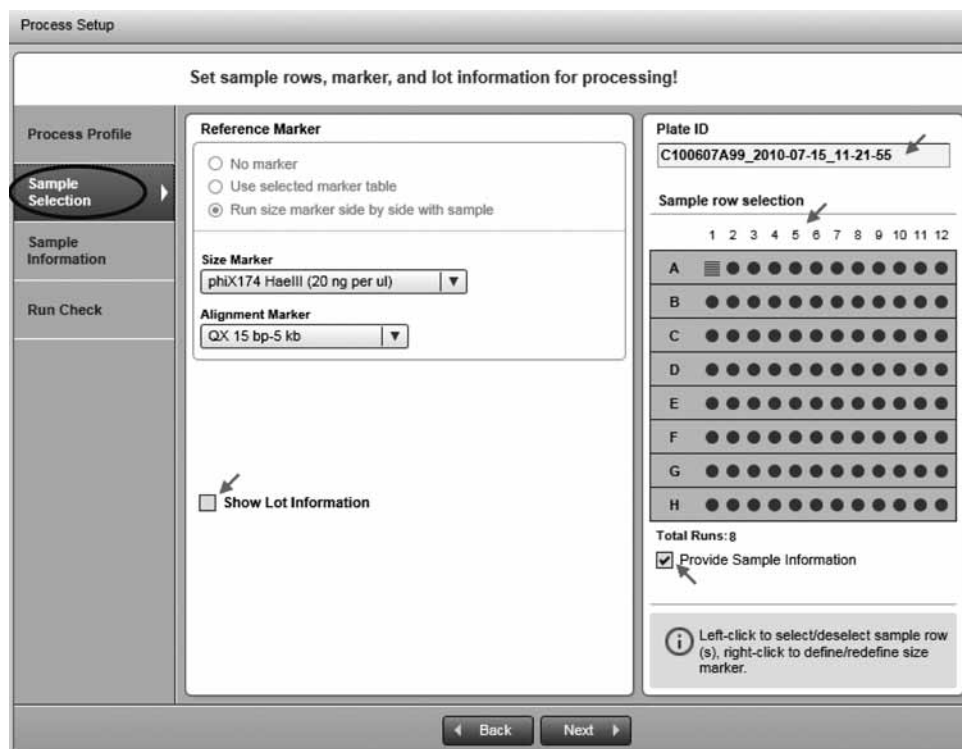 Process Setup
Set sample rows, marker, and lot information for processing!
Process Profile
Sample
Selection
Sample
Information
Run Check
Reference Marker
No marker
Use selected marker table
Run size marker side by side with sample
Size Marker
phiX174 HaeIII (20 ng per ul)
Alignment Marker
QX 15 bp-5 kb
Show Lot Information
Plate ID
C100607A99_2010-07-15_11-21-55
Sample row selection
1 2 3 4 5 6 7 8 9 10 11 12
A
B
C
D
E
F
G
H
Total Runs:8
Provide Sample Information
Left-click to select/deselect sample row
(s), right-click to define/redefine size
marker.
Back
Next